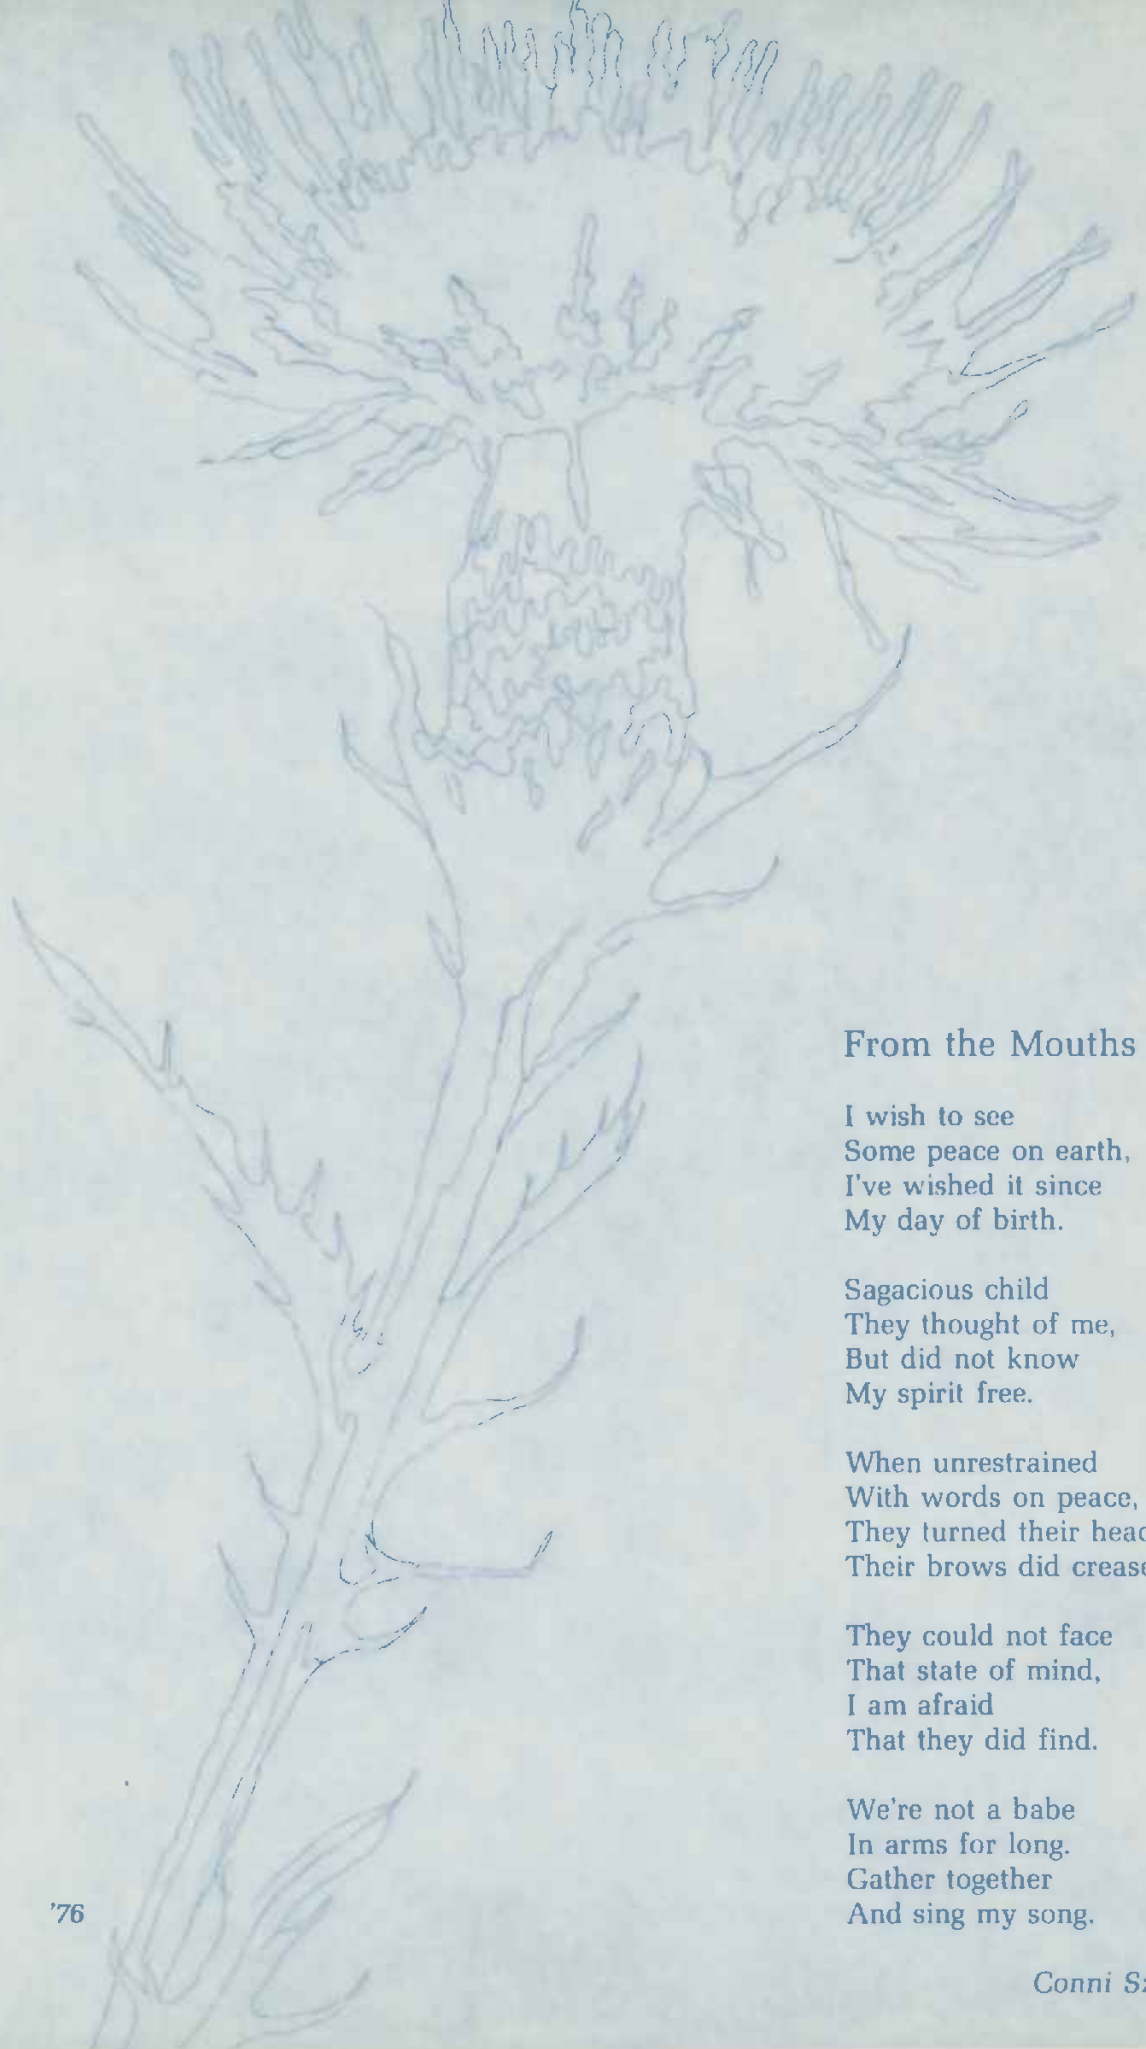 From the Mouths

I wish to see
Some peace on earth,
I've wished it since
My day of birth.

Sagacious child
They thought of me,
But did not know
My spirit free.

When unrestrained
With words on peace,
They turned their
Their brows did

They could not face
That state of mind,
I am afraid
That they did find.

We're not a babe
In arms for long.
Gather together
And sing my song.

'76

Conni